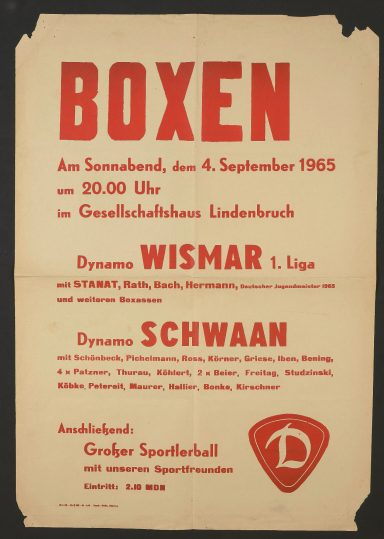 BOXEN
Am Sonnabend, dem 4. September 1965
um 20.00 Uhr
im Gesellschaftshaus Lindenbruch
Dynamo WISMAR 1. Liga
mit STANAT, Rath, Bach, Hermann, Deutscher Jugendmeister 1965
und weiteren Boxassen
Dynamo SCHWAAN
mit Schönbeck, Pichelmann, Ross, Körner, Griese, Iben, Bening,
4 x Patzner, Thurau, Köhlert, 2 x Beier, Freitag, Studzinski,
Köbke, Petereit, Maurer, Hallier, Bonke, Kirschner
Anschließend:
Großer Sportlerball
mit unseren Sportfreunden
Eintritt: 2.10 MDN
D